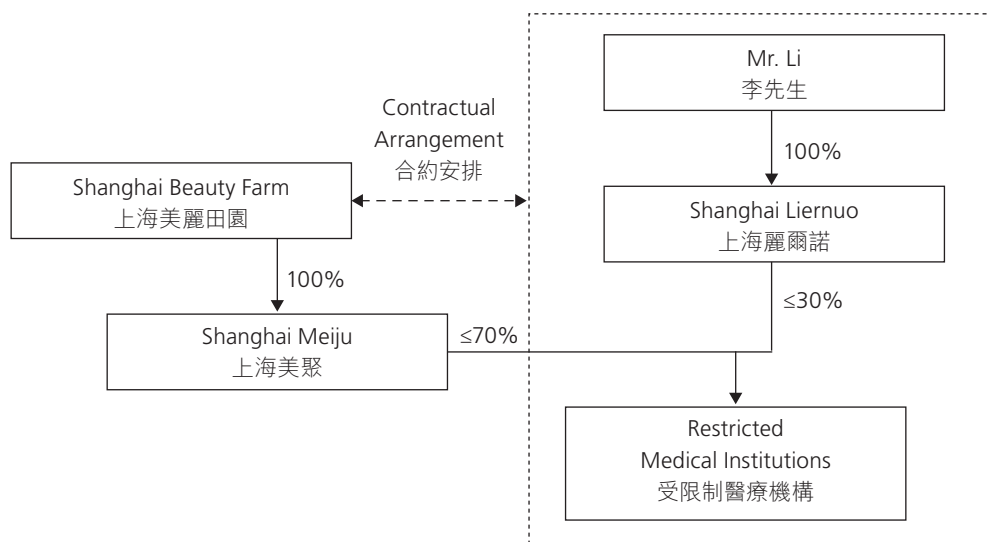 Mr. Li
李先生
Contractual
Arrangement
合約安排
100%
Shanghai Beauty Farm
上海美麗田園
Shanghai Liernuo
上海麗爾諾
100%
≤30%
Shanghai Meiju
上海美聚
≤70%
Restricted
Medical Institutions
受限制醫療機構